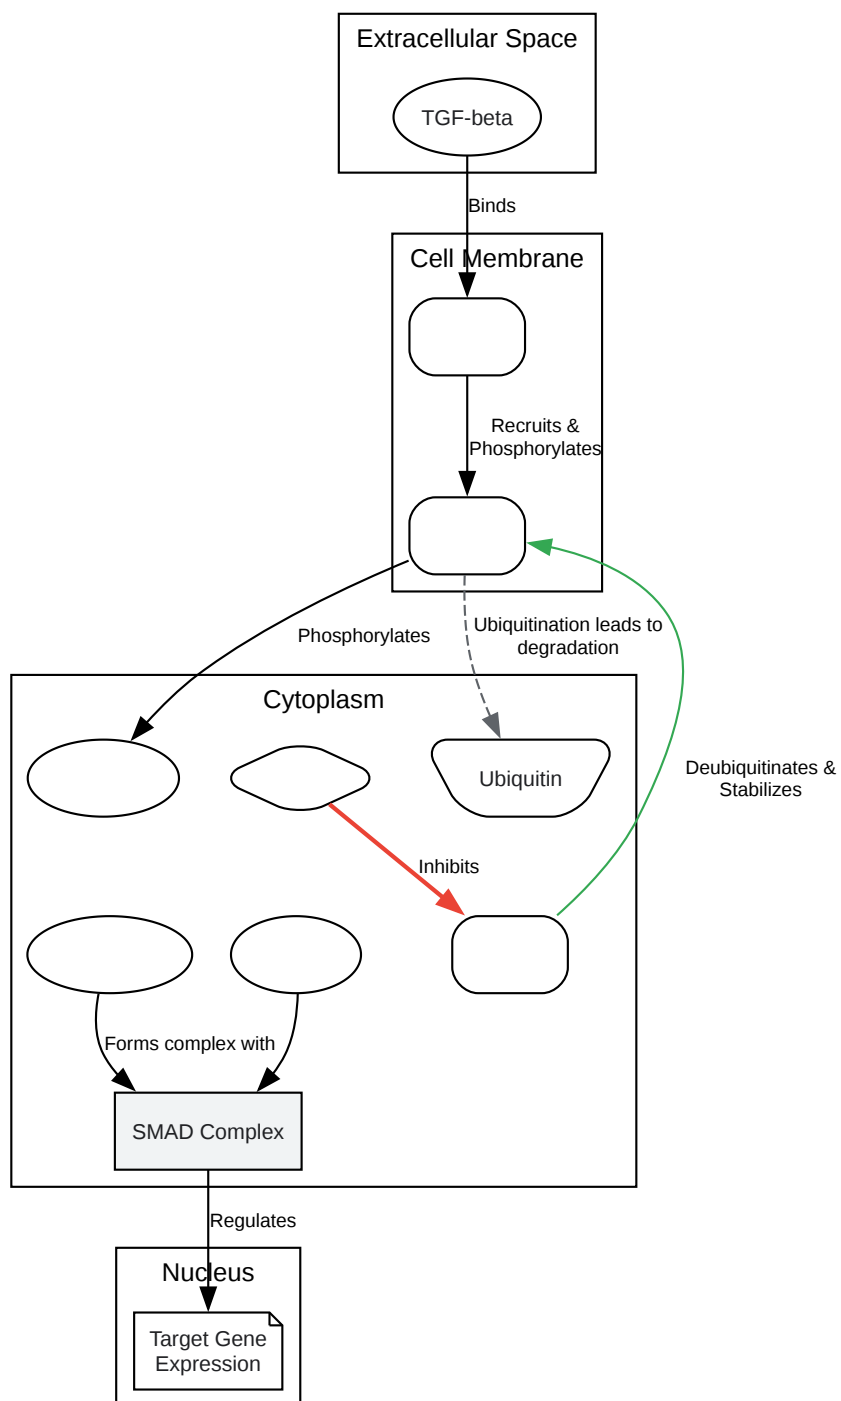 Extracellular Space
TGF-beta
Binds
Cell Membrane
Recruits &
Phosphorylates
Phosphorylates
Ubiquitination leads to
degradation
Cytoplasm
Ubiquitin
Deubiquitinates &
Stabilizes
Inhibits
Forms complex with
SMAD Complex
Regulates
Nucleus
Target Gene
Expression